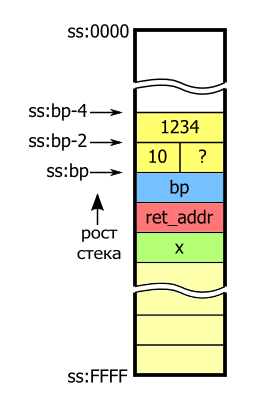 ss:0000
ss:bp-4
1234
ss:bp-2
10 ?
ss:bp
bp
ret_addr
рост
стека
x
ss:FFFF